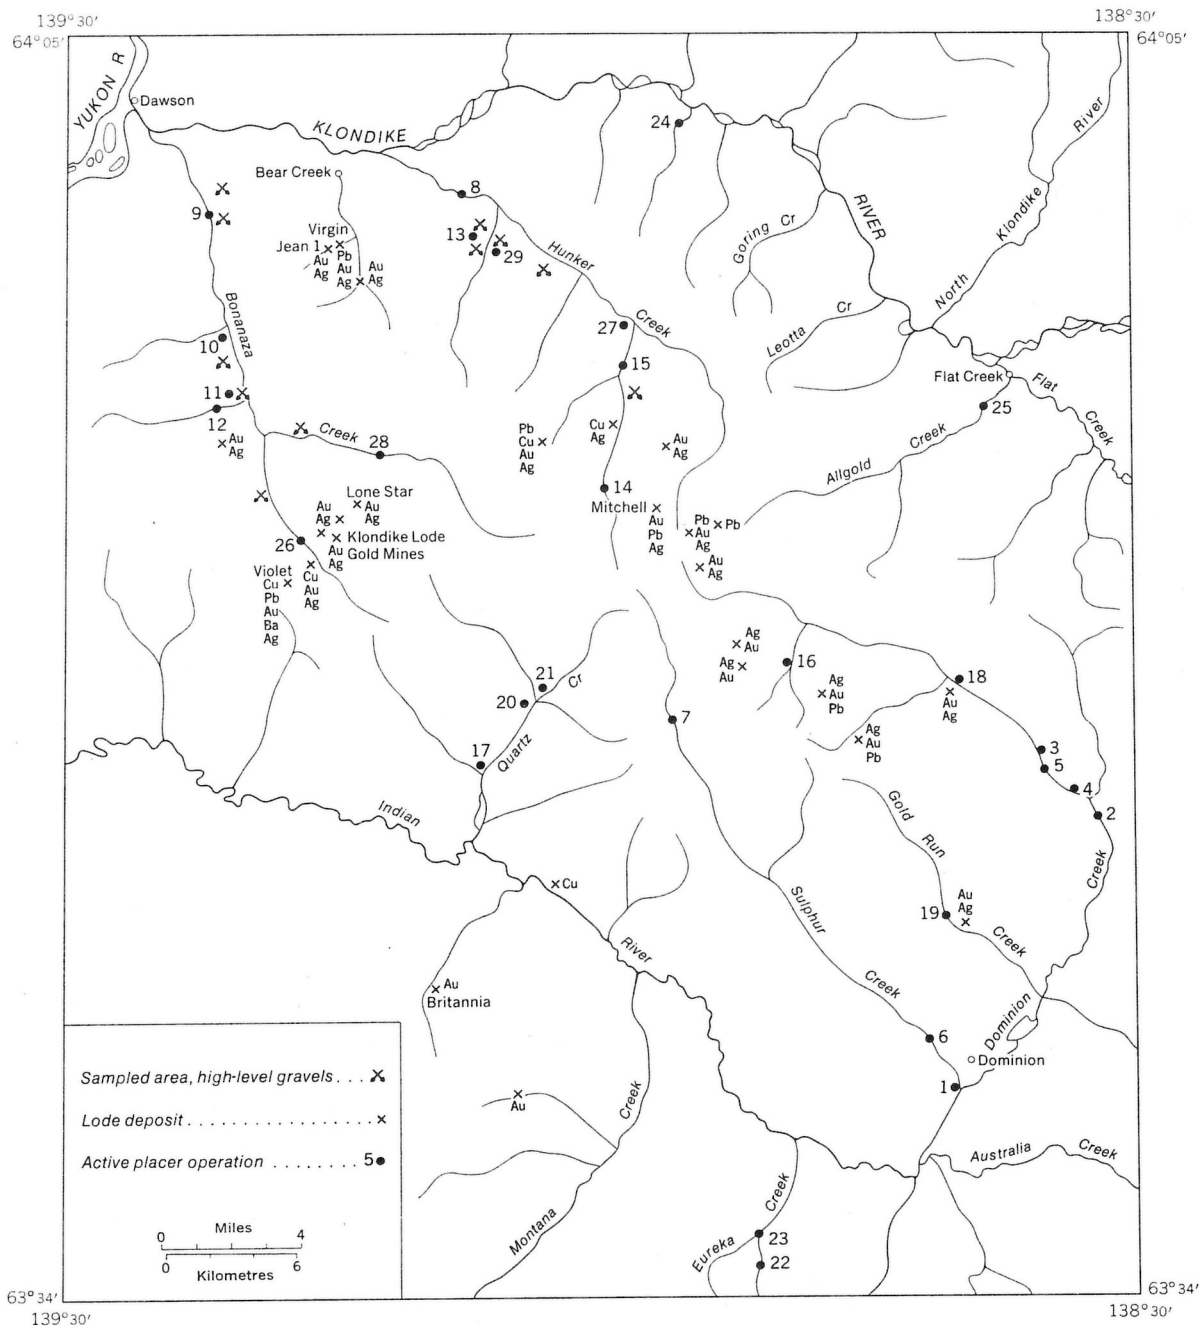 139°30'
138°30'
64°05'
64°05'
YUKON R
Dawson
KLONDIKE
24
River
Bear Creek
8
9
Virgin
Jean 1
Au
Ag
Pb
Au
Ag
Au
Ag
13
29
Hunker
Goring Cr
RIVER
Klondike
North
Bonanaza
10
27
Creek
Leotta Cr
15
Flat Creek
Flat
Creek
11
12
25
Au
Ag
Creek
28
Pb
Cu
Au
Ag
Cu
Ag
Au
Ag
Allgold Creek
14
Lone Star
Au
Ag
Au
Ag
Klondike Lode
Gold Mines
Au
Ag
26
Mitchell
Au
Pb
Ag
Pb
Au
Ag
Pb
Au
Ag
Violet
Cu
Pb
Au
Ba
Ag
Cu
Au
Ag
Ag
Au
Ag
Au
16
Ag
Au
Pb
18
Au
Ag
21
20
Cr
Quartz
17
7
Ag
Au
Pb
3
5
4
2
Indian
Gold
Run
Creek
Cu
Sulphur
Au
Ag
19
Creek
River
Au
Britannia
Creek
Dominion
6
Dominion
1
Sampled area, high-level gravels . . .
Lode deposit . . . . . . . . . . . . . . . . . .
Active placer operation . . . . . . . . 5
Au
Creek
Australia Creek
Miles
0 4
0 6
Kilometres
Montana
Creek
Eureka
23
22
63°34'
63°34'
139°30'
138°30'